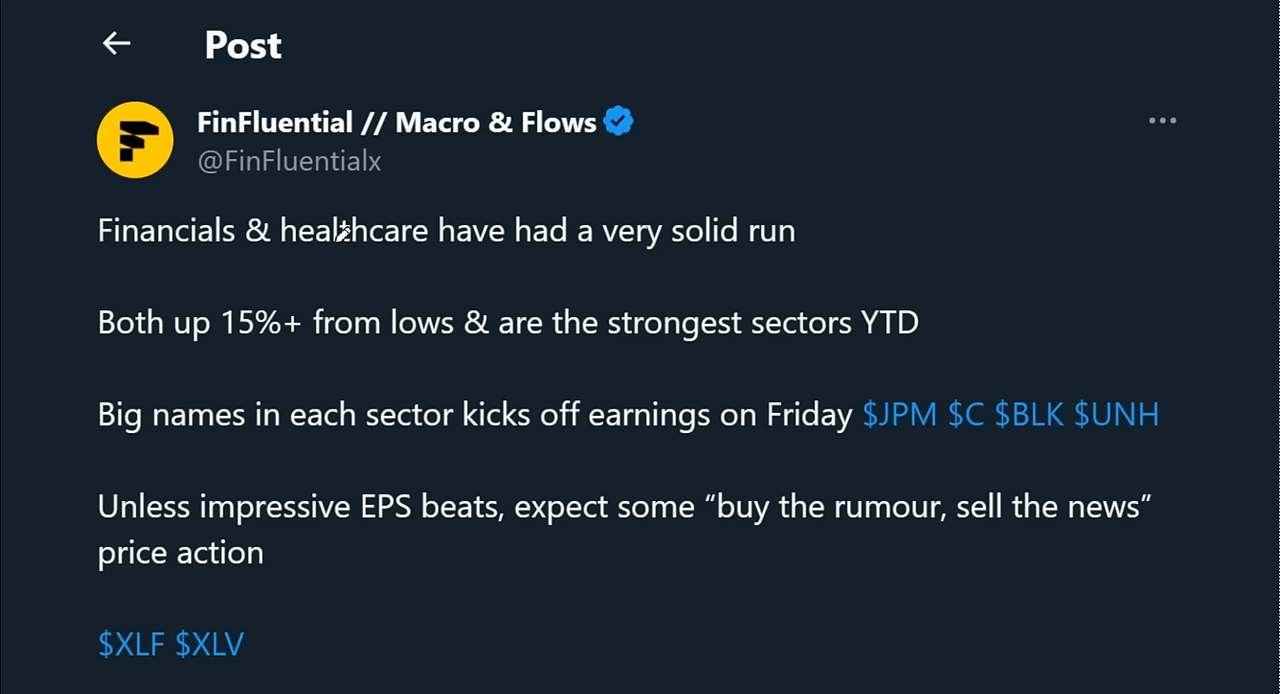 Post
FinFluential // Macro & Flows
@FinFluentialx
Financials & healthcare have had a very solid run
Both up 15%+ from lows & are the strongest sectors YTD
Big names in each sector kicks off earnings on Friday $JPM $C $BLK $UNH
Unless impressive EPS beats, expect some “buy the rumour, sell the news”
price action
$XLF $XLV